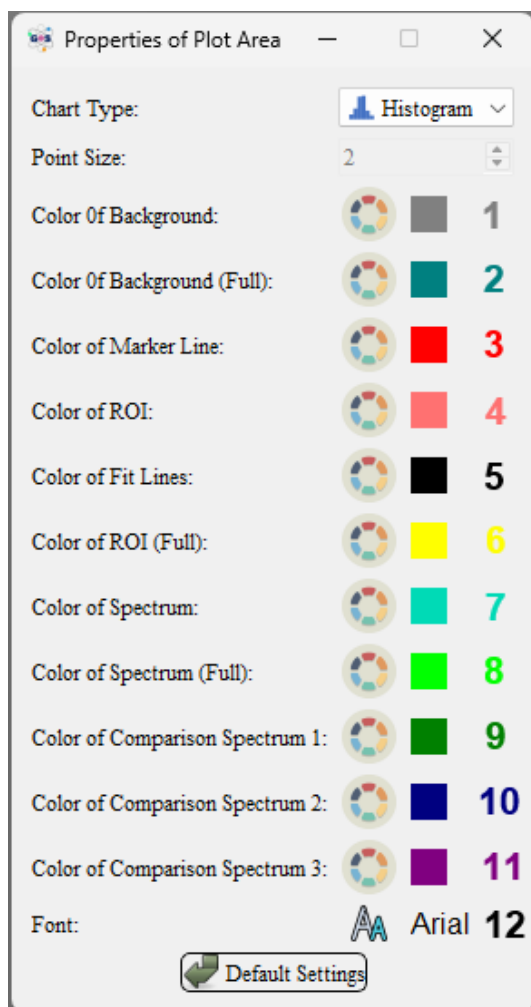 Properties of Plot Area
Chart Type: Histogram
Point Size: 2
Color 0f Background: 1
Color 0f Background (Full): 2
Color of Marker Line: 3
Color of ROI: 4
Color of Fit Lines: 5
Color of ROI (Full): 6
Color of Spectrum: 7
Color of Spectrum (Full): 8
Color of Comparison Spectrum 1: 9
Color of Comparison Spectrum 2: 10
Color of Comparison Spectrum 3: 11
Font: AA Arial 12
Default Settings